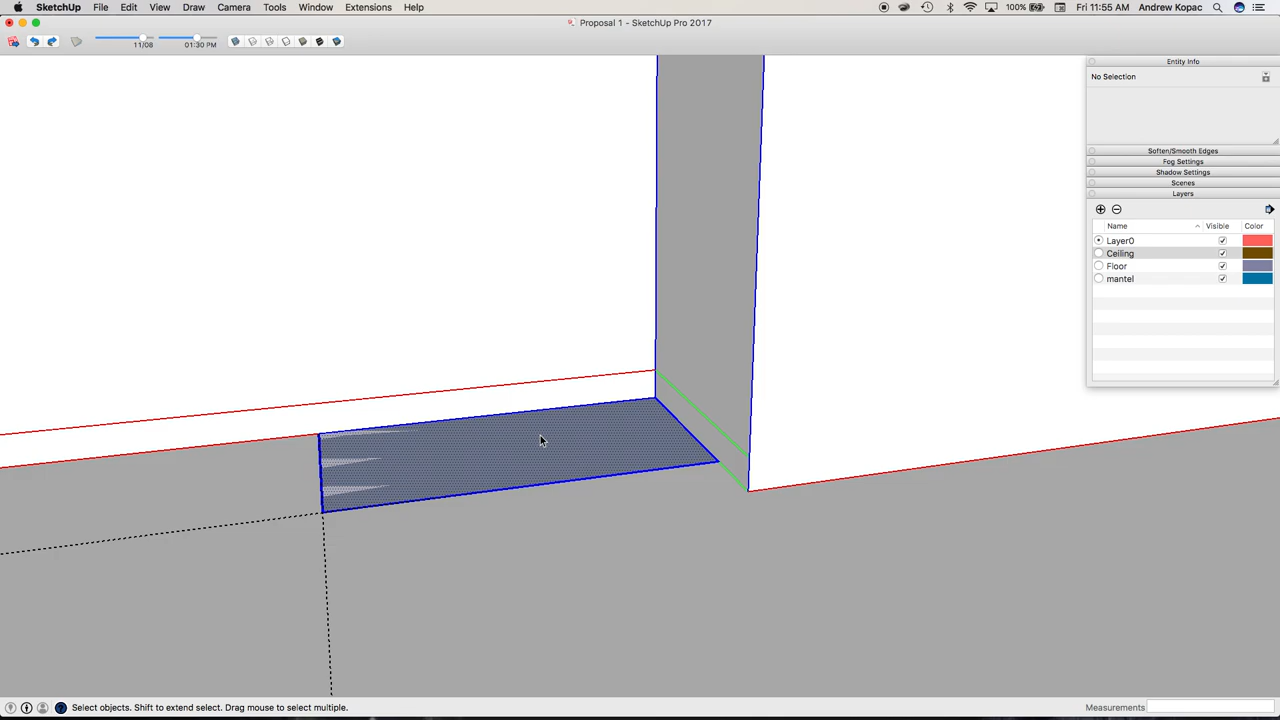 SketchUp File Edit View Draw Camera Tools Window Extensions Help 100% Fri 11:55 AM Andrew Kopac
Proposal 1 - SketchUp Pro 2017
11/08 01:30 PM
Entity Info
No Selection
Soften/Smooth Edges
Fog Settings
Shadow Settings
Scenes
Layers
Name Visible Color
Layer0
Ceiling
Floor
mantel
Select objects. Shift to extend select. Drag mouse to select multiple. Measurements